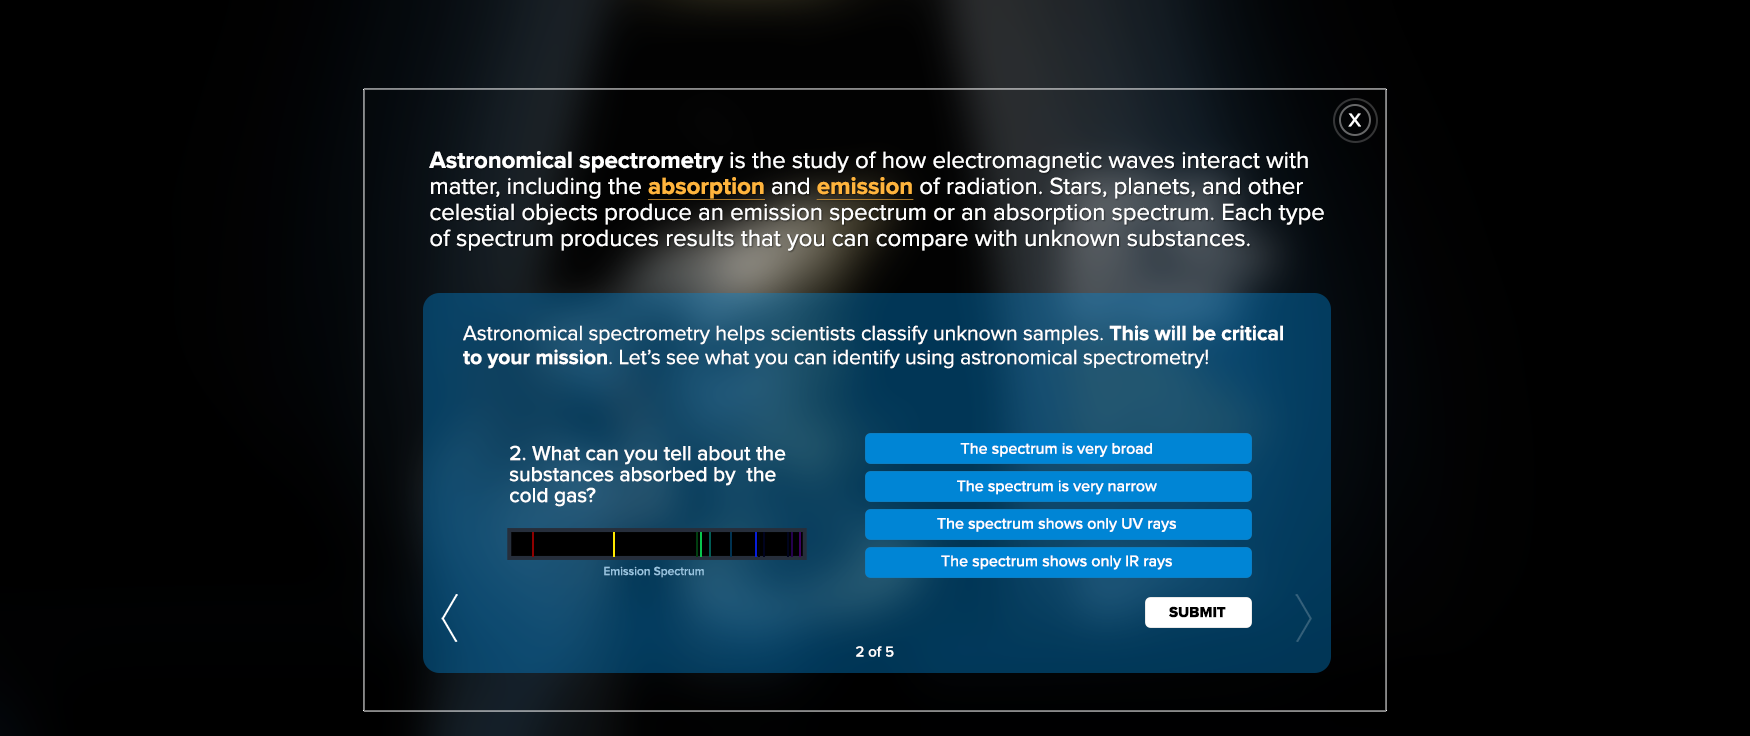 X
Astronomical spectrometry is the study of how electromagnetic waves interact with
matter, including the absorption and emission of radiation. Stars, planets, and other
celestial objects produce an emission spectrum or an absorption spectrum. Each type
of spectrum produces results that you can compare with unknown substances.
Astronomical spectrometry helps scientists classify unknown samples. This will be critical
to your mission. Let's see what you can identify using astronomical spectrometry!
2. What can you tell about the
substances absorbed by the
cold gas?
Emission Spectrum
The spectrum is very broad
The spectrum is very narrow
The spectrum shows only UV rays
The spectrum shows only IR rays
SUBMIT
2 of 5